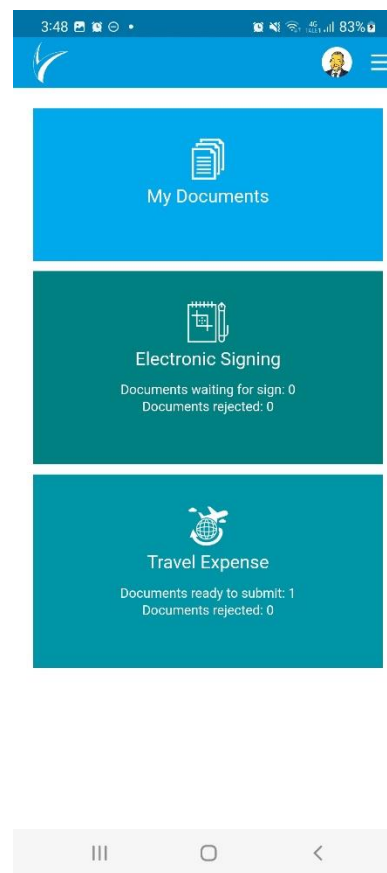 3:48
4G 83%
My Documents
Electronic Signing
Documents waiting for sign: 0
Documents rejected: 0
Travel Expense
Documents ready to submit: 1
Documents rejected: 0